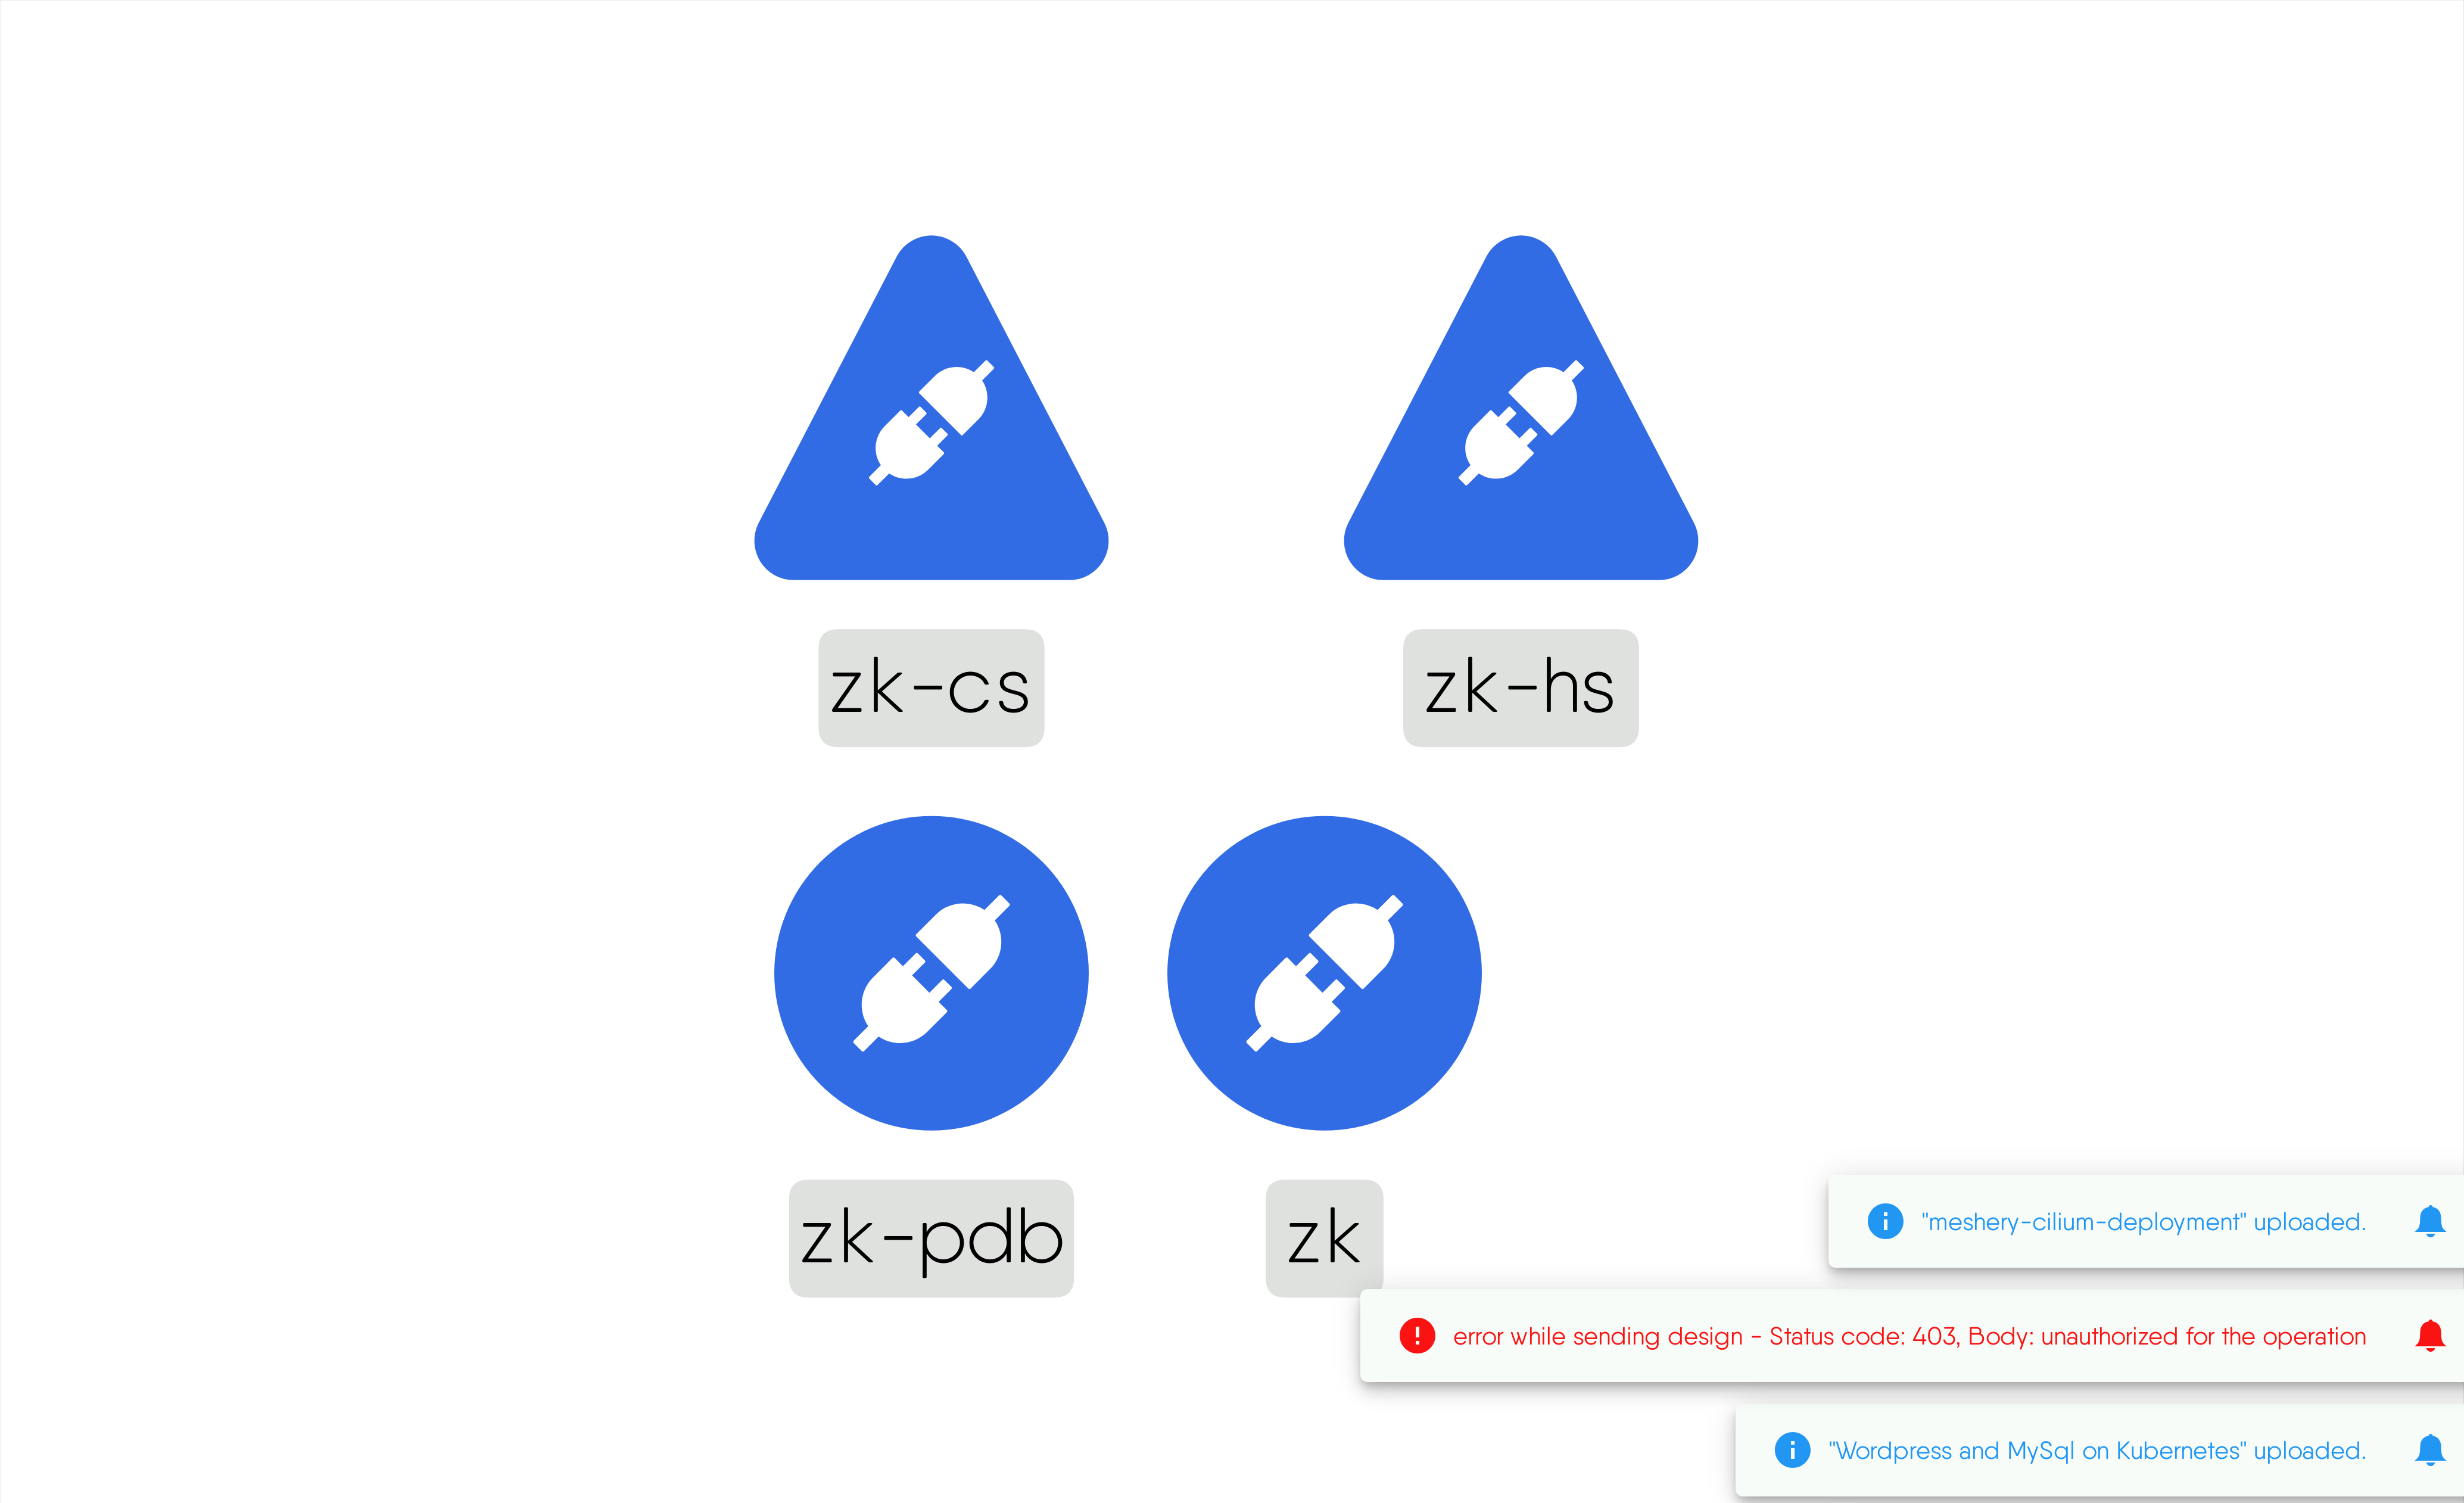 zk-cs
zk-hs
zk-pdb
zk
"meshery-cilium-deployment" uploaded.
error while sending design - Status code: 403, Body: unauthorized for the operation
"Wordpress and MySql on Kubernetes" uploaded.